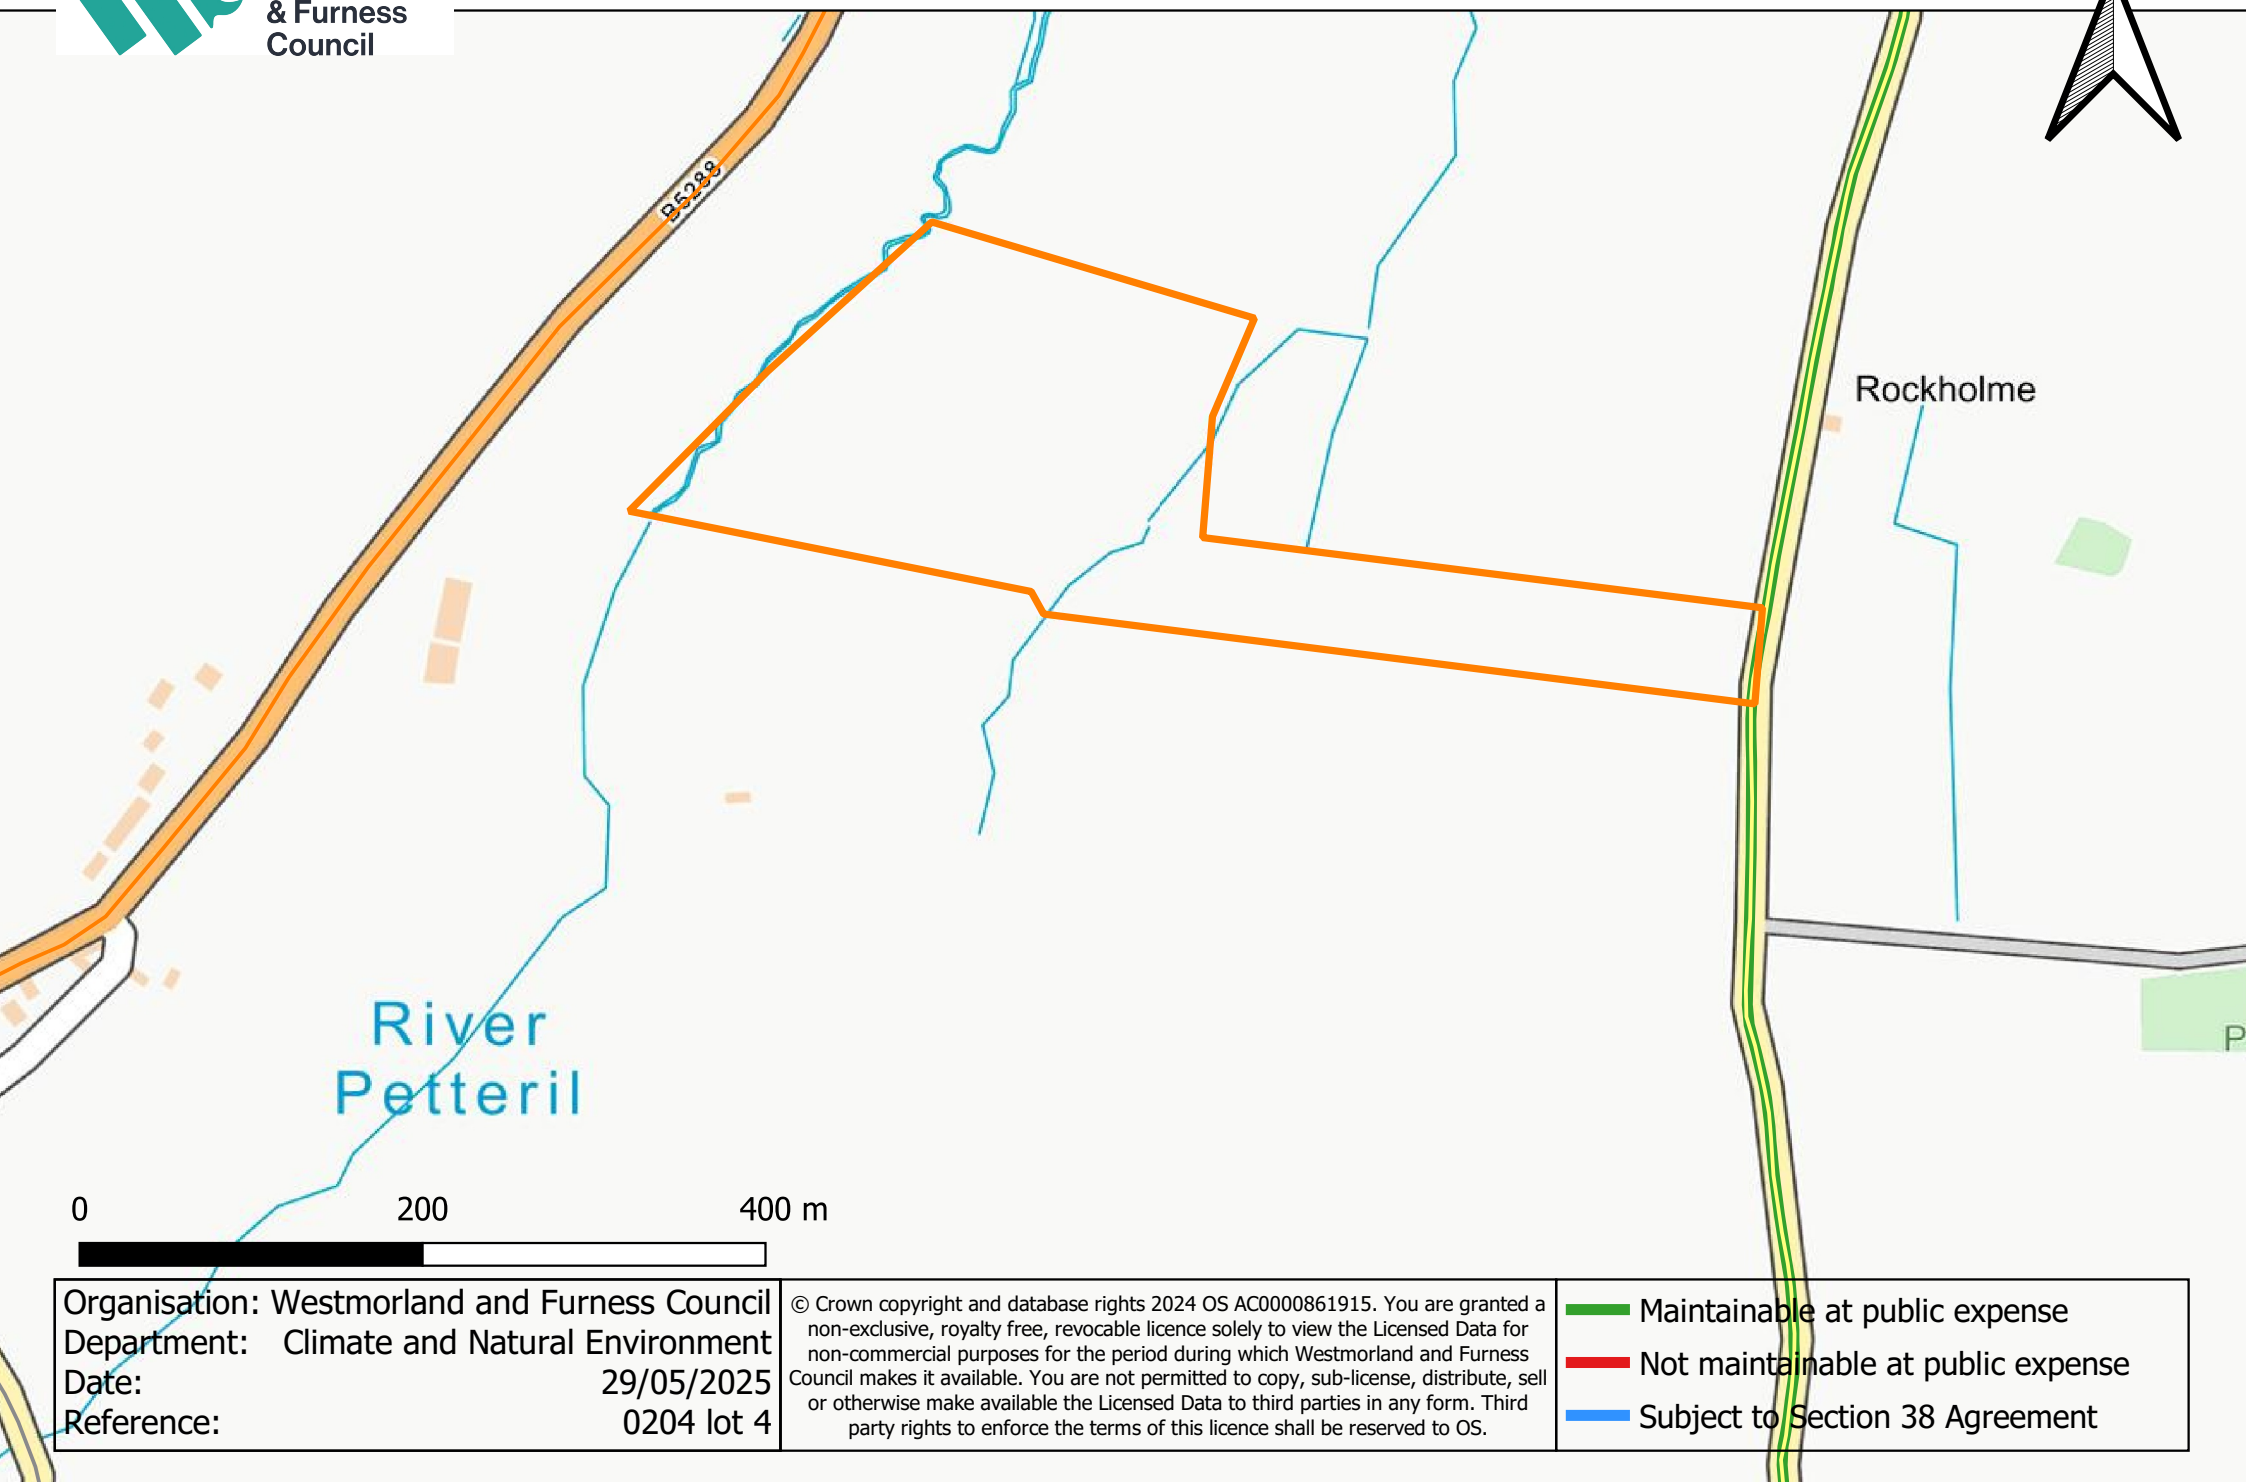 & Furness
Council
B5288
Rockholme
River
Petteril
P
0 200 400 m
Organisation: Westmorland and Furness Council
Department: Climate and Natural Environment
Date: 29/05/2025
Reference: 0204 lot 4
© Crown copyright and database rights 2024 OS AC0000861915. You are granted a
non-exclusive, royalty free, revocable licence solely to view the Licensed Data for
non-commercial purposes for the period during which Westmorland and Furness
Council makes it available. You are not permitted to copy, sub-license, distribute, sell
or otherwise make available the Licensed Data to third parties in any form. Third
party rights to enforce the terms of this licence shall be reserved to OS.
Maintainable at public expense
Not maintainable at public expense
Subject to Section 38 Agreement